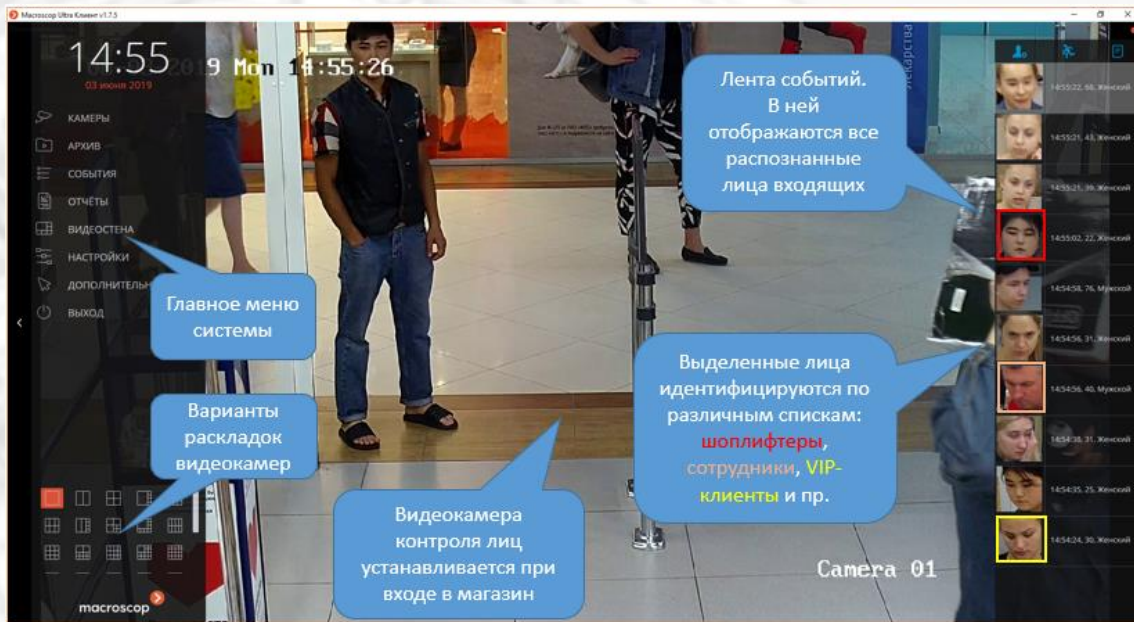 Macroscop Ultra Клиент v1.7.5
14:55
03 июня 2019
9 Mon 14:55:26
КАМЕРЫ
АРХИВ
СОБЫТИЯ
ОТЧЁТЫ
ВИДЕОСТЕНА
НАСТРОЙКИ
ДОПОЛНИТЕЛЬН
ВЫХОД
Главное меню
системы
Варианты
раскладок
видеокамер
macroscop
Видеокамера
контроля лиц
устанавливается при
входе в магазин
лекарства
Лента событий.
В ней
отображаются все
распознанные
лица входящих
Выделенные лица
идентифицируются по
различным спискам:
шоплифтеры,
сотрудники, VIP-
клиенты и пр.
Camera 01
14:55:22, 68, Женский
14:55:21, 43, Женский
14:55:21, 39, Женский
14:55:02, 22, Женский
14:54:58, 76, Мужской
14:54:56, 31, Женский
14:54:56, 40, Мужской
14:54:38, 31, Женский
14:54:35, 25, Женский
14:54:24, 30, Женский